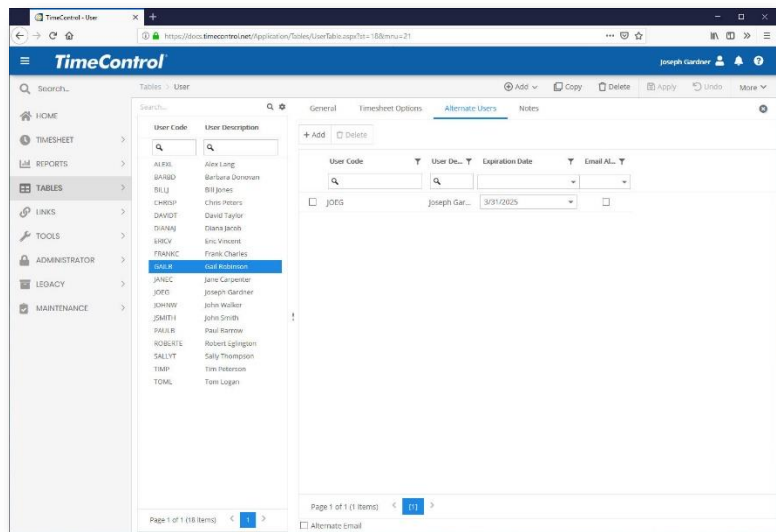 TimeControl - User
https://docs.timecontrol.net/Application/Tables/UserTable.aspx?st=18&mnu=21
TimeControl
Joseph Gardner
Search...
Tables > User
Add
Copy
Delete
Apply
Undo
More
HOME
TIMESHEET
REPORTS
TABLES
LINKS
TOOLS
ADMINISTRATOR
LEGACY
MAINTENANCE
Search...
User Code User Description
ALEXL Alex Lang
BARBD Barbara Donovan
BILLJ Bill Jones
CHRISP Chris Peters
DAVIDT David Taylor
DIANAJ Diana Jacob
ERICV Eric Vincent
FRANKC Frank Charles
GAILR Gail Robinson
JANEC Jane Carpenter
JOEG Joseph Gardner
JOHNW John Walker
JSMITH John Smith
PAULB Paul Barrow
ROBERTE Robert Eglington
SALLYT Sally Thompson
TIMP Tim Peterson
TOML Tom Logan
Page 1 of 1 (18 items) < 1 >
General Timesheet Options Alternate Users Notes
+ Add Delete
User Code User De... Expiration Date Email Al...
JOEG Joseph Gar... 3/31/2025
Page 1 of 1 (1 items) < [1] >
Alternate Email